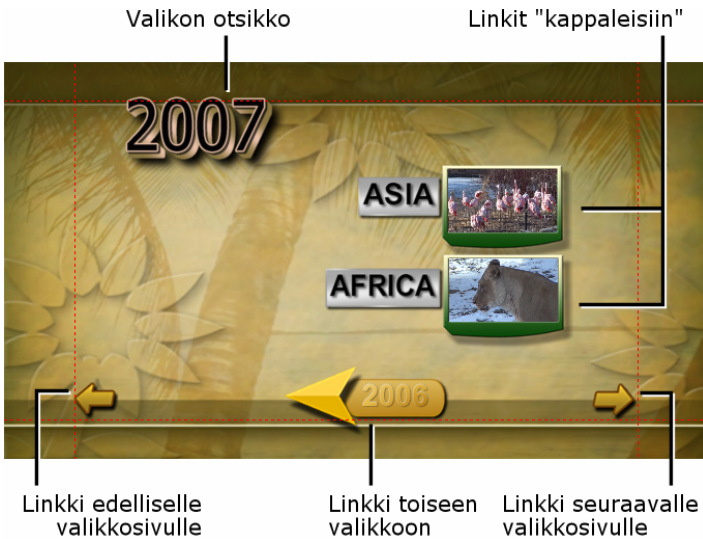 Valikon otsikko
Linkit "kappaleisiin"
2007
ASIA
AFRICA
2006
Linkki edelliselle
valikkosivulle
Linkki toiseen
valikkoon
Linkki seuraavalle
valikkosivulle